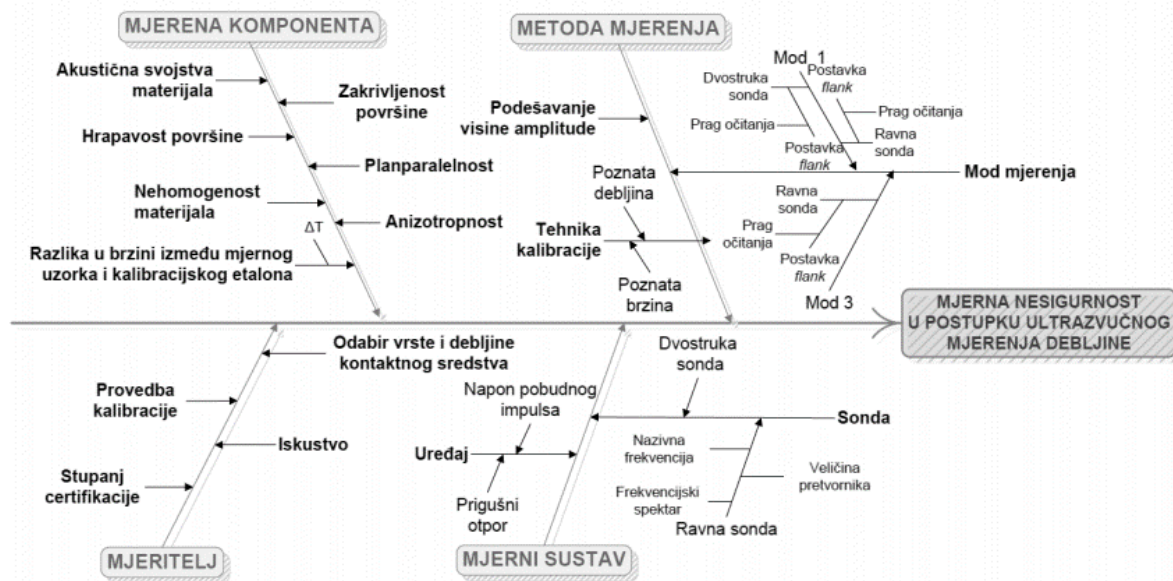 MJERENA KOMPONENTA
Akustična svojstva
materijala
Zakrivljenost
površine
Hrapavost površine
Planparalelnost
Nehomogenost
materijala
Anizotropnost
ΔT
Razlika u brzini između mjernog
uzorka i kalibracijskog etalona
METODA MJERENJA
Podešavanje
visine amplitude
Mod  1
Dvostruka
sonda
Prag očitanja
Postavka
flank
Postavka
flank
Prag očitanja
Ravna
sonda
Mod mjerenja
Poznata
debljina
Tehnika
kalibracije
Poznata
brzina
Ravna
sonda
Prag
očitanja
Postavka
flank
Mod 3
MJERNA NESIGURNOST
U POSTUPKU ULTRAZVUČNOG
MJERENJA DEBLJINE
Odabir vrste i debljine
kontaktnog sredstva
Provedba
kalibracije
Iskustvo
Stupanj
certifikacije
MJERITELJ
Dvostruka
sonda
Napon pobudnog
impulsa
Sonda
Uređaj
Prigušni
otpor
Nazivna
frekvencija
Veličina
pretvornika
Frekvencijski
spektar
Ravna sonda
MJERNI SUSTAV